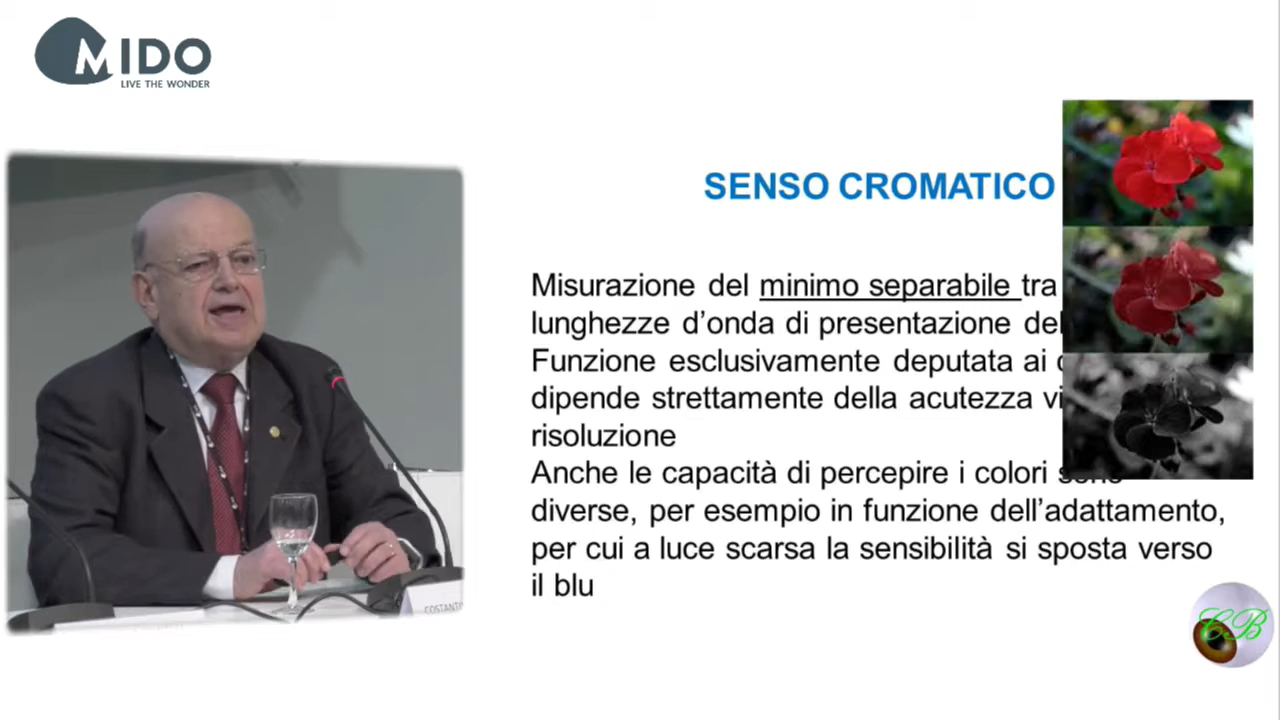 MIDO
LIVE THE WONDER
SENSO CROMATICO
Misurazione del minimo separabile tra
lunghezze d’onda di presentazione
Funzione esclusivamente deputata ai
dipende strettamente della acutezza
risoluzione
Anche le capacità di percepire i colori
diverse, per esempio in funzione dell’adattamento,
per cui a luce scarsa la sensibilità si sposta verso
il blu
CB